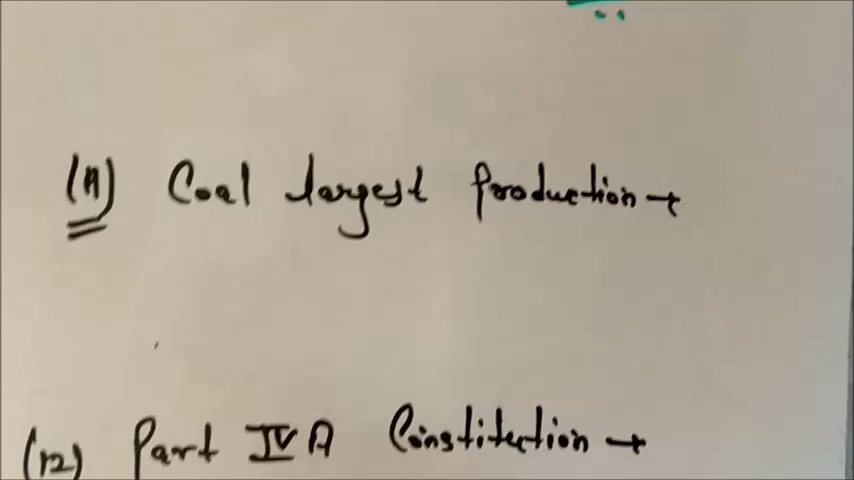 (11) Coal largest production →
(12) Part IV A Constitution →